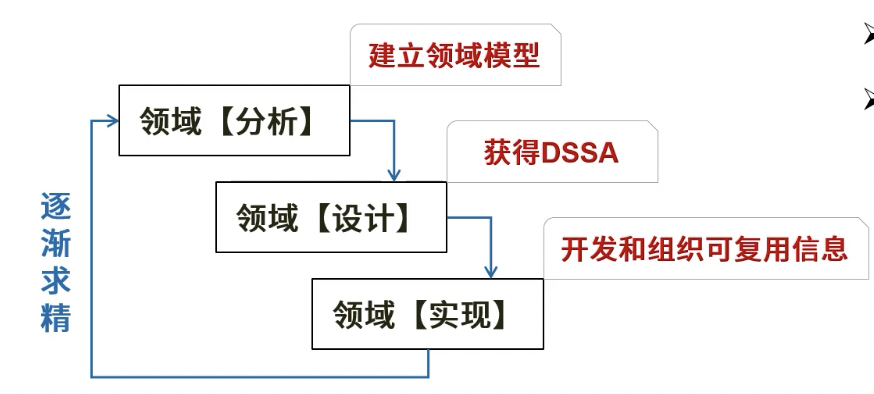 建立领域模型
领域【分析】
获得DSSA
领域【设计】
开发和组织可复用信息
领域【实现】
逐渐求精